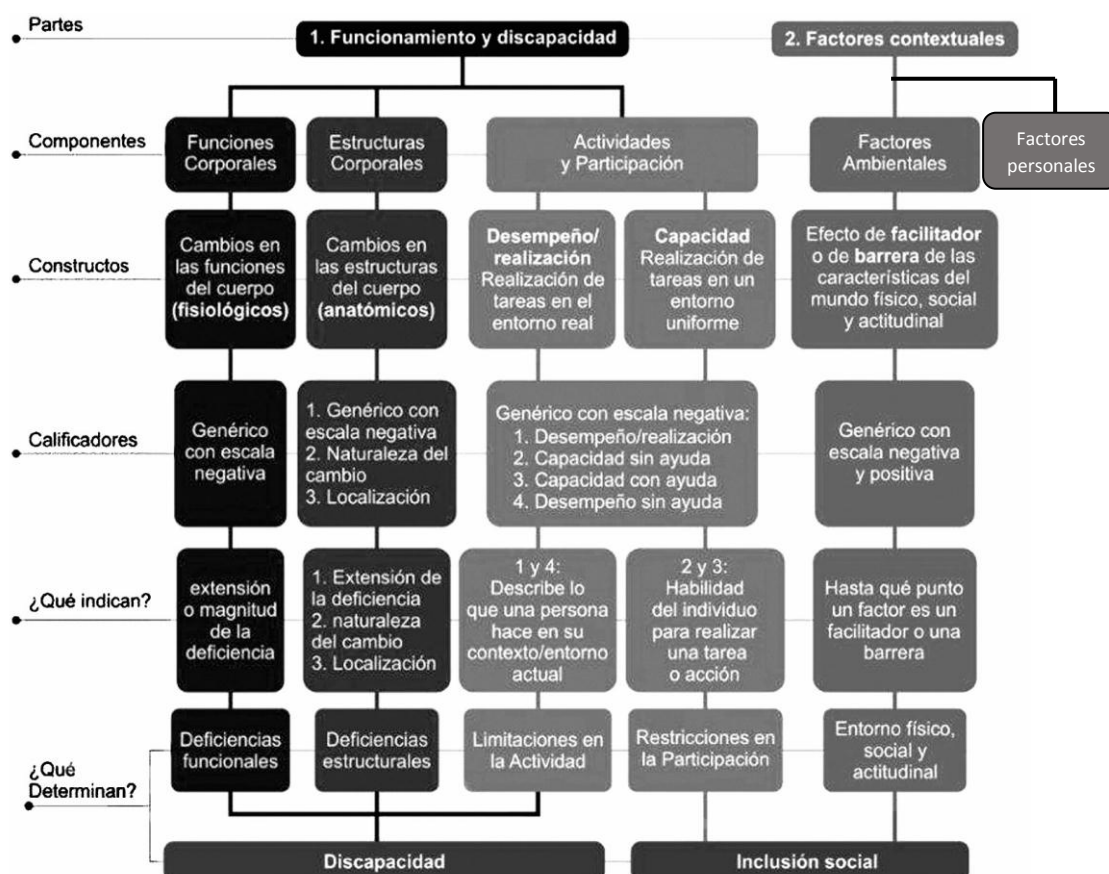 Partes
1. Funcionamiento y discapacidad
2. Factores contextuales
Componentes
Funciones
Corporales
Estructuras
Corporales
Actividades
y Participación
Factores
Ambientales
Factores
personales
Constructos
Cambios en
las funciones
del cuerpo
(fisiológicos)
Cambios en
las estructuras
del cuerpo
(anatómicos)
Desempeño/
realización
Realización de
tareas en el
entorno real
Capacidad
Realización de
tareas en un
entorno
uniforme
Efecto de facilitador
o de barrera de las
características del
mundo físico, social
y actitudinal
Calificadores
Genérico
con escala
negativa
1. Genérico con
escala negativa
2. Naturaleza del
cambio
3. Localización
Genérico con escala negativa:
1. Desempeño/realización
2. Capacidad sin ayuda
3. Capacidad con ayuda
4. Desempeño sin ayuda
Genérico con
escala negativa
y positiva
¿Qué indican?
extensión
o magnitud
de la
deficiencia
1. Extensión de
la deficiencia
2. naturaleza
del cambio
3. Localización
1 y 4:
Describe lo
que una persona
hace en su
contexto/entorno
actual
2 y 3:
Habilidad
del individuo
para realizar
una tarea
o acción
Hasta qué punto
un factor es un
facilitador o una
barrera
¿Qué
Determinan?
Deficiencias
funcionales
Deficiencias
estructurales
Limitaciones en
la Actividad
Restricciones en
la Participación
Entorno físico,
social y
actitudinal
Discapacidad
Inclusión social